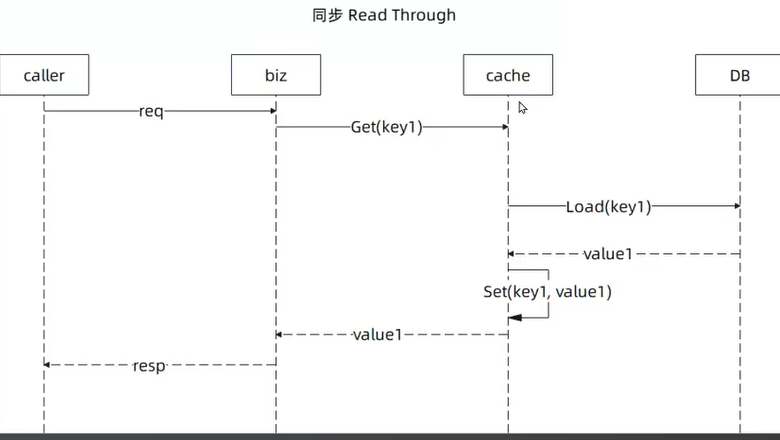 同步 Read Through
caller
biz
cache
DB
req
Get(key1)
Load(key1)
value1
Set(key1, value1)
value1
resp